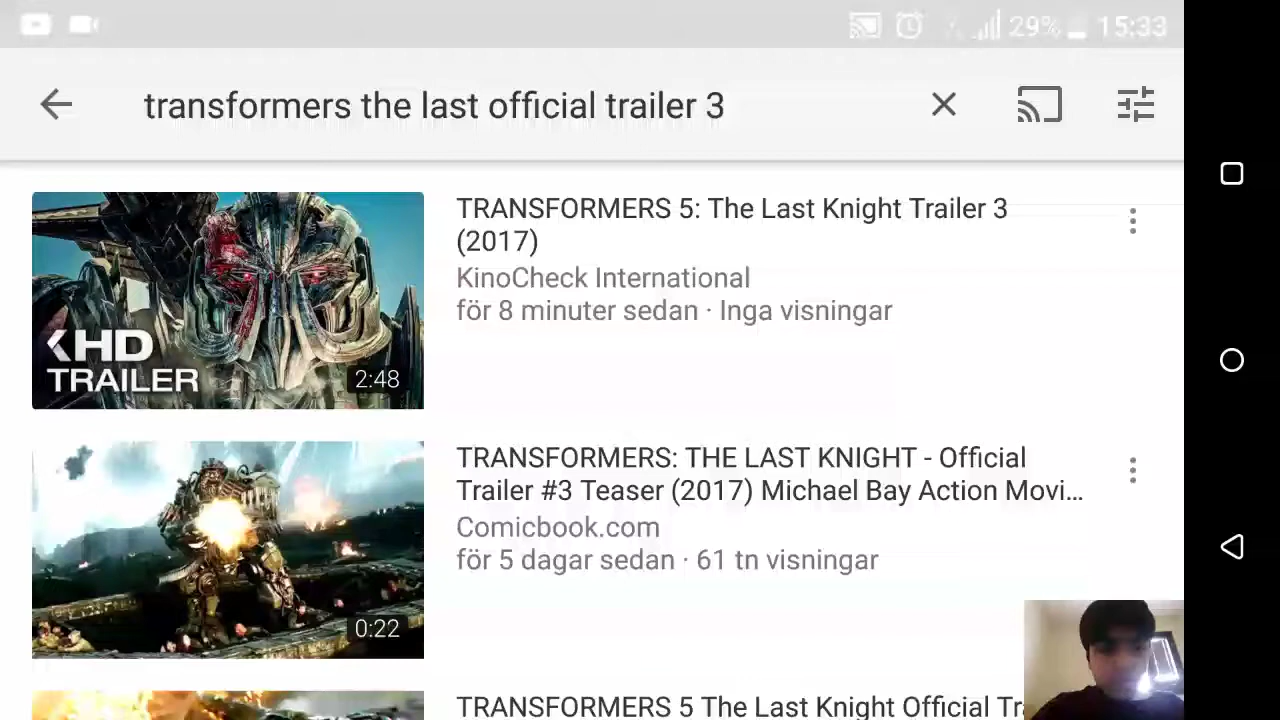 29% 15:33
transformers the last official trailer 3
TRANSFORMERS 5: The Last Knight Trailer 3
(2017)
KinoCheck International
för 8 minuter sedan · Inga visningar
HD
TRAILER
2:48
TRANSFORMERS: THE LAST KNIGHT - Official
Trailer #3 Teaser (2017) Michael Bay Action Movi...
Comicbook.com
för 5 dagar sedan · 61 tn visningar
0:22
TRANSFORMERS 5 The Last Knight Official